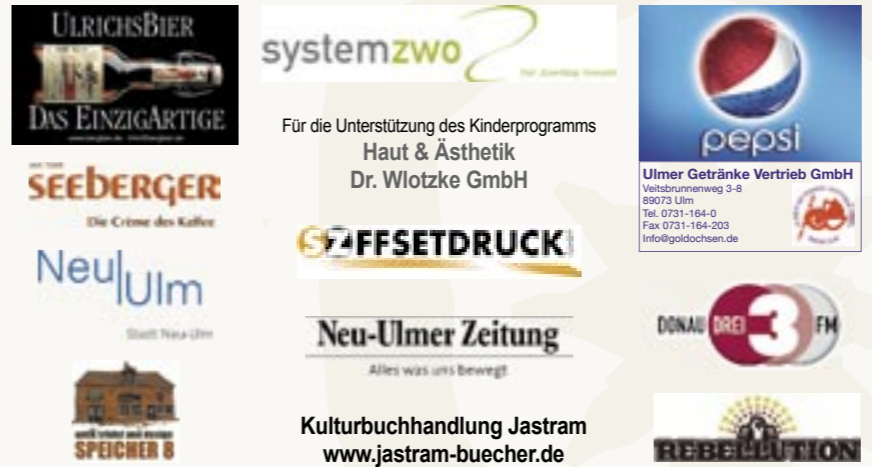 ULRICHSBIER
DAS EINZIGARTIGE
SEEBERGER
Die Crème des Kaffee
Neu Ulm
Stadt Neu-Ulm
SPEICHER 8
systemzwo
Für die Unterstützung des Kinderprogramms
Haut & Ästhetik
Dr. Wlotzke GmbH
OFFSETDRUCK
Neu-Ulmer Zeitung
Alles was uns bewegt
Kulturbuchhandlung Jastram
www.jastram-buecher.de
pepsi
Ulmer Getränke Vertrieb GmbH
Veitsbrunnenweg 3-8
89073 Ulm
Tel. 0731-164-0
Fax 0731-164-203
Info@goldochsen.de
DONAU DREI 3 FM
REBELLUTION